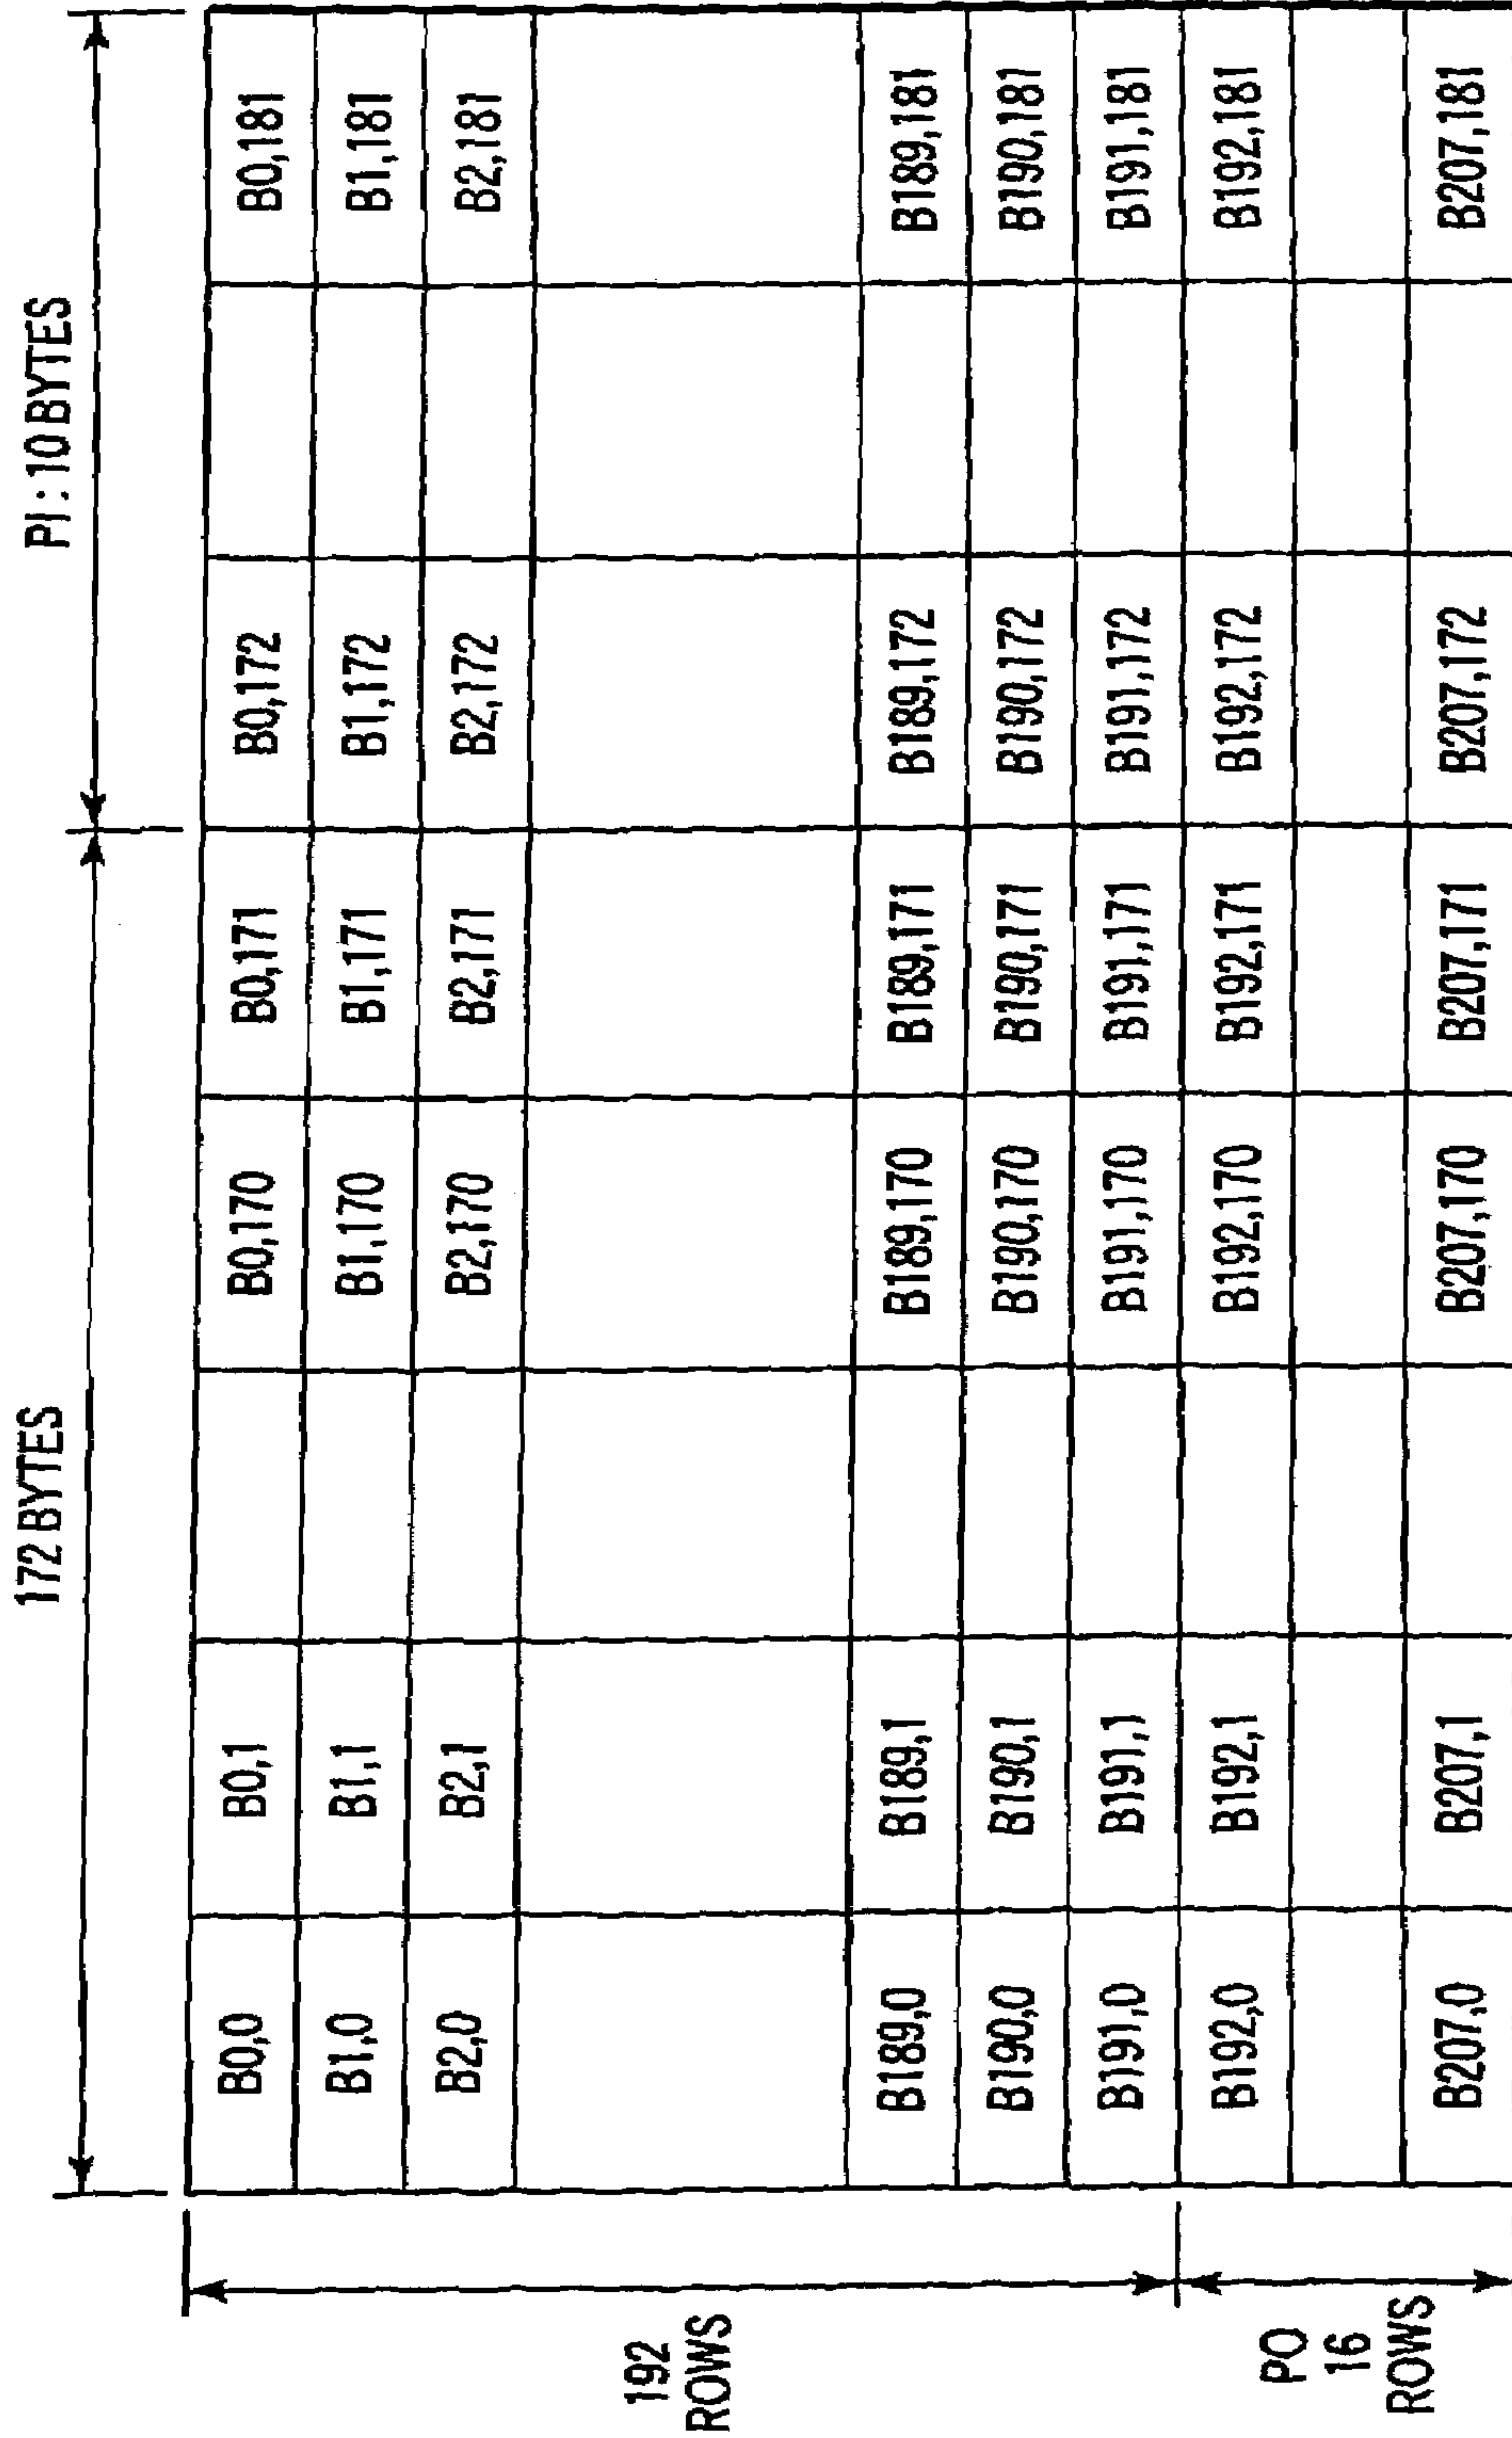 172 BYTES PI : 10 BYTES
B0,0 B0,1 B0,170 B0,171 B0,172 B0,181
B1,0 B1,1 B1,170 B1,171 B1,172 B1,181
B2,0 B2,1 B2,170 B2,171 B2,172 B2,181
192
ROWS
B189,0 B189,1 B189,170 B189,171 B189,172 B189,181
B190,0 B190,1 B190,170 B190,171 B190,172 B190,181
B191,0 B191,1 B191,170 B191,171 B191,172 B191,181
B192,0 B192,1 B192,170 B192,171 B192,172 B192,181
PO
16
ROWS
B207,0 B207,1 B207,170 B207,171 B207,172 B207,181